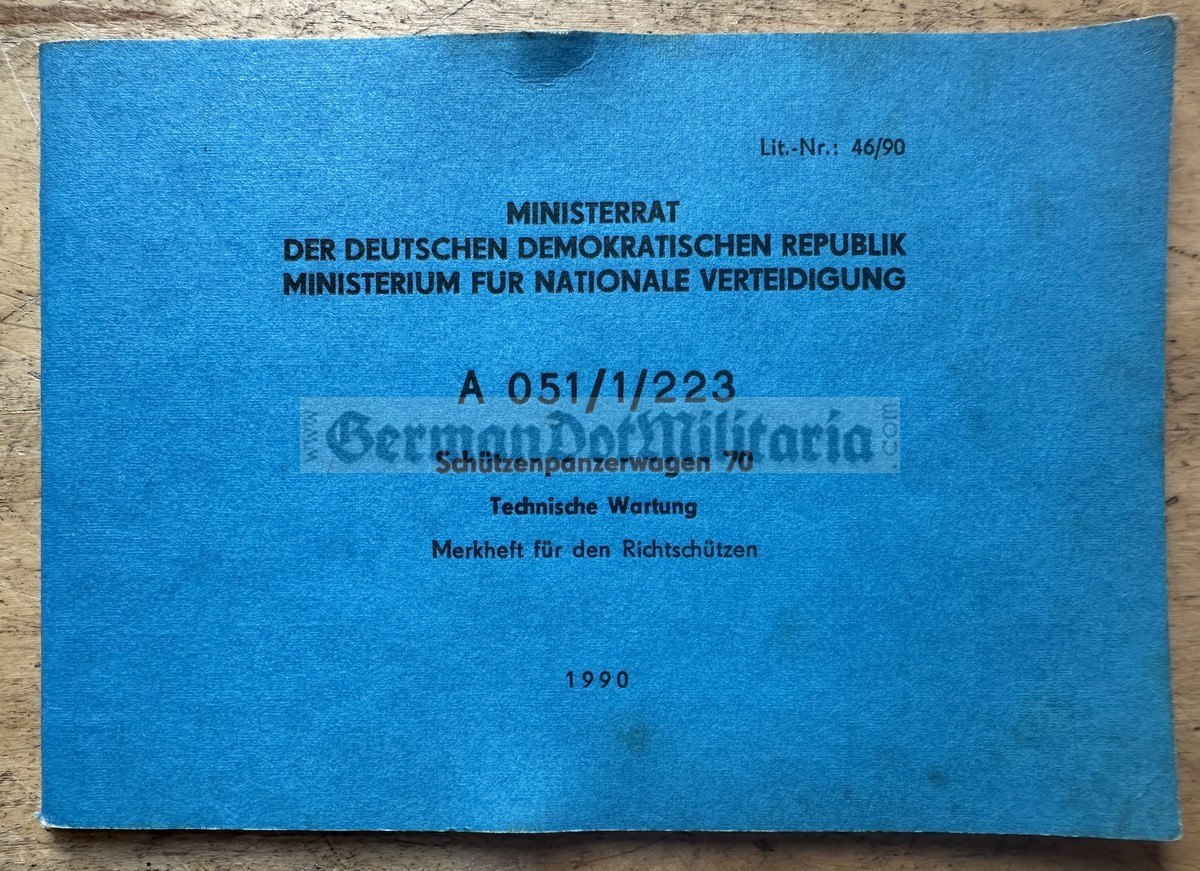 Lit.-Nr.: 46/90
MINISTERRAT
DER DEUTSCHEN DEMOKRATISCHEN REPUBLIK
MINISTERIUM FUR NATIONALE VERTEIDIGUNG
A 051/1/223
www.GermanDotMilitaria.com
Schützenpanzerwagen 70
Technische Wartung
Merkheft für den Richtschützen
1990